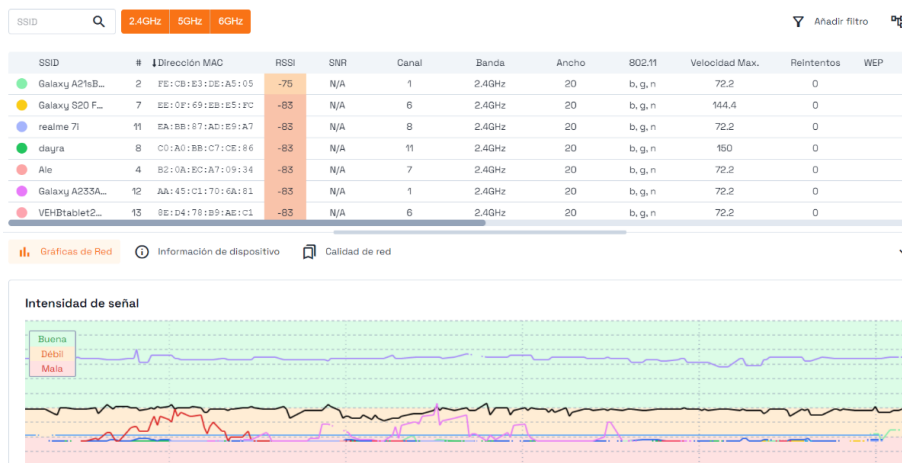 SSID 2.4GHz 5GHz 6GHz Añadir filtro
SSID # Dirección MAC RSSI SNR Canal Banda Ancho 802.11 Velocidad Max. Reintentos WEP
Galaxy A21sB... 2 FE:CB:E3:DE:A5:05 -75 N/A 1 2.4GHz 20 b, g, n 72.2 0
Galaxy S20 F... 7 EE:0F:69:EB:E5:FC -83 N/A 6 2.4GHz 20 b, g, n 144.4 0
realme 7i 11 EA:BB:87:AD:E9:A7 -83 N/A 8 2.4GHz 20 b, g, n 72.2 0
dayra 8 C0:A0:BB:C7:CE:86 -83 N/A 11 2.4GHz 20 b, g, n 150 0
Ale 4 B2:0A:EC:A7:09:34 -83 N/A 7 2.4GHz 20 b, g, n 72.2 0
Galaxy A233A... 12 AA:45:C1:70:6A:81 -83 N/A 1 2.4GHz 20 b, g, n 72.2 0
VEHBtablet2... 13 8E:D4:78:B9:AE:C1 -83 N/A 6 2.4GHz 20 b, g, n 72.2 0
Gráficas de Red Información de dispositivo Calidad de red
Intensidad de señal
Buena
Débil
Mala